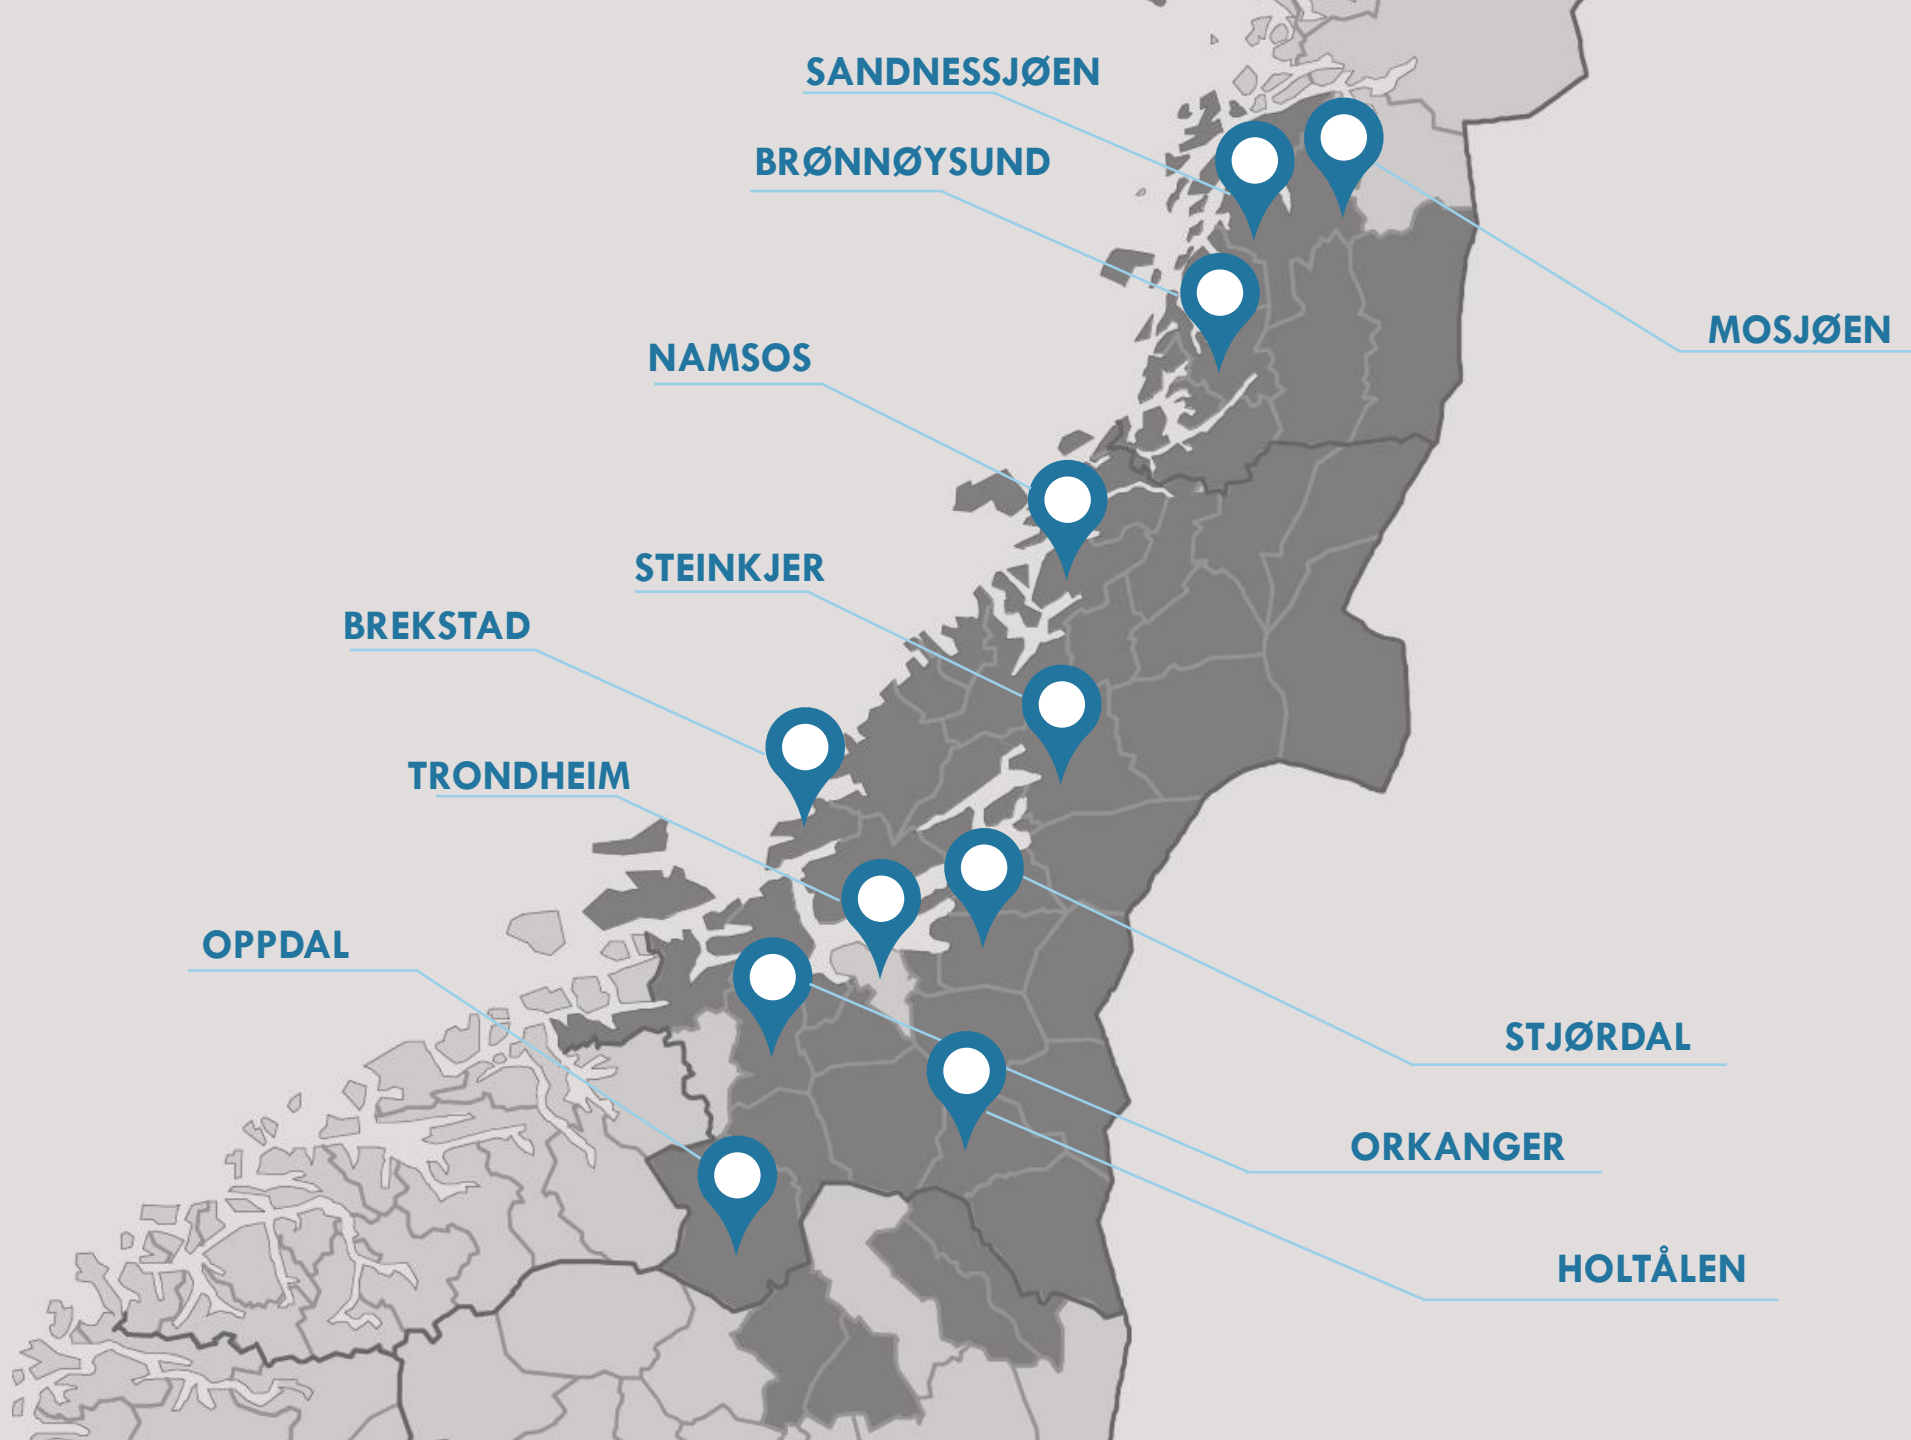 SANDNESSJØEN
BRØNNØYSUND
MOSJØEN
NAMSOS
STEINKJER
BREKSTAD
TRONDHEIM
OPPDAL
STJØRDAL
ORKANGER
HOLTÅLEN